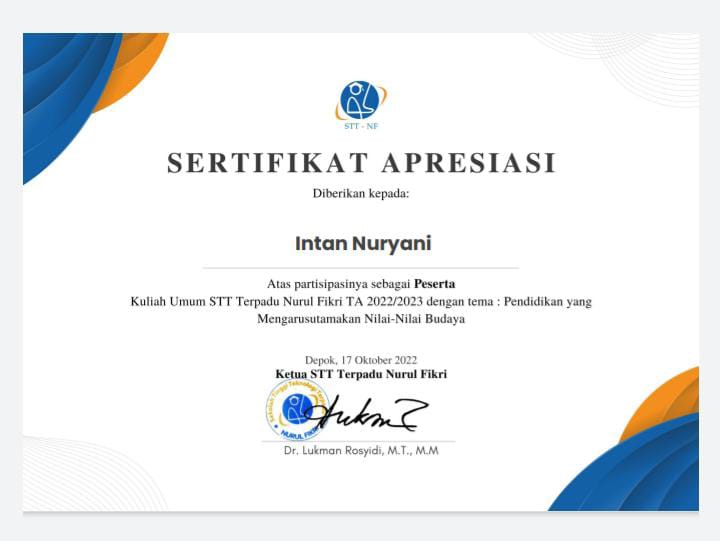 STT - NF
SERTIFIKAT APRESIASI
Diberikan kepada:
Intan Nuryani
Atas partisipasinya sebagai Peserta
Kuliah Umum STT Terpadu Nurul Fikri TA 2022/2023 dengan tema : Pendidikan yang
Mengarusutamakan Nilai-Nilai Budaya
Depok, 17 Oktober 2022
Ketua STT Terpadu Nurul Fikri
Sekolah Tinggi Teknologi Terpadu
NURUL FIKRI
Dr. Lukman Rosyidi, M.T., M.M